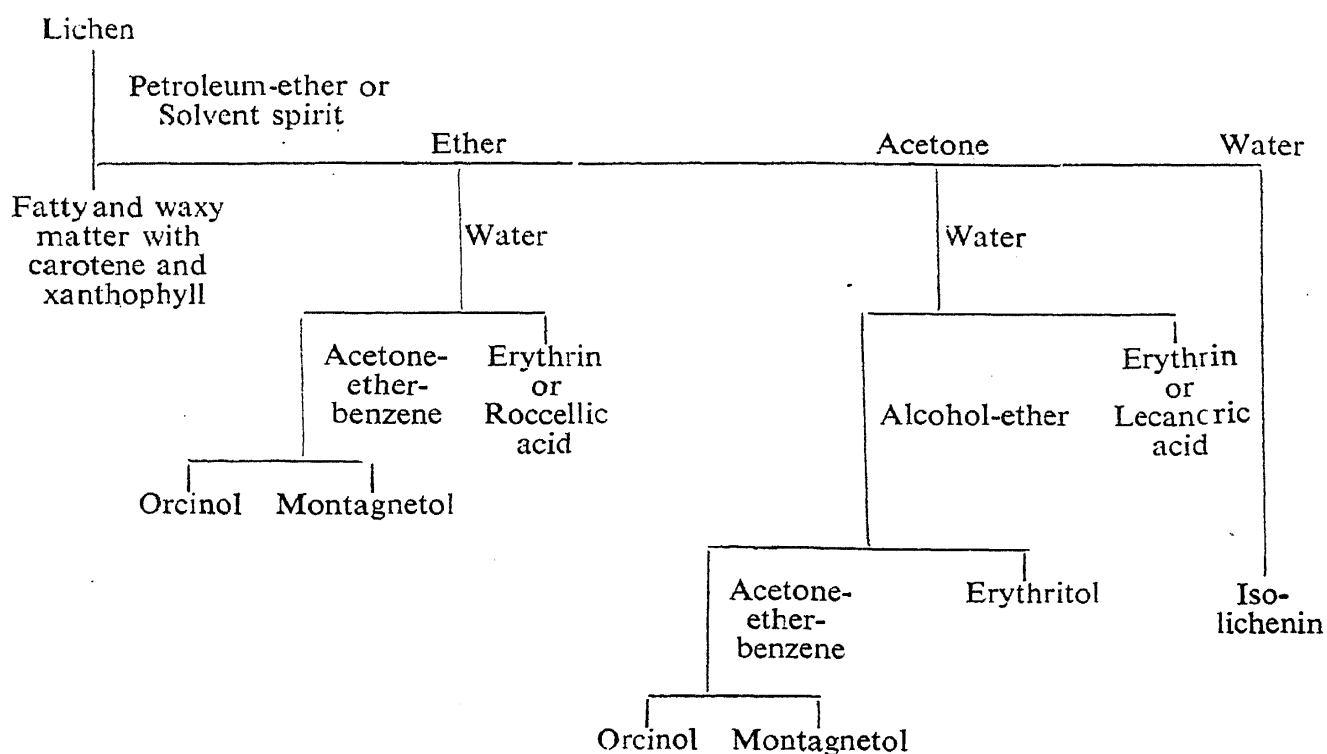 Lichen
Petroleum-ether or
Solvent spirit
Ether
Acetone
Water
Fatty and waxy
matter with
carotene and
xanthophyll
Water
Water
Acetone-
ether-
benzene
Erythrin
or
Roccellic
acid
Alcohol-ether
Erythrin
or
Lecancric
acid
Orcinol
Montagnetol
Acetone-
ether-
benzene
Erythritol
Iso-
lichenin
Orcinol
Montagnetol